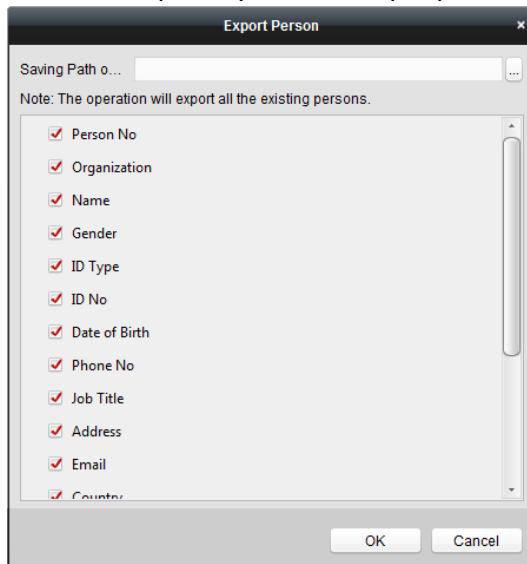 Export Person
×
Saving Path o...
...
Note: The operation will export all the existing persons.
Person No
Organization
Name
Gender
ID Type
ID No
Date of Birth
Phone No
Job Title
Address
Email
Country
OK
Cancel